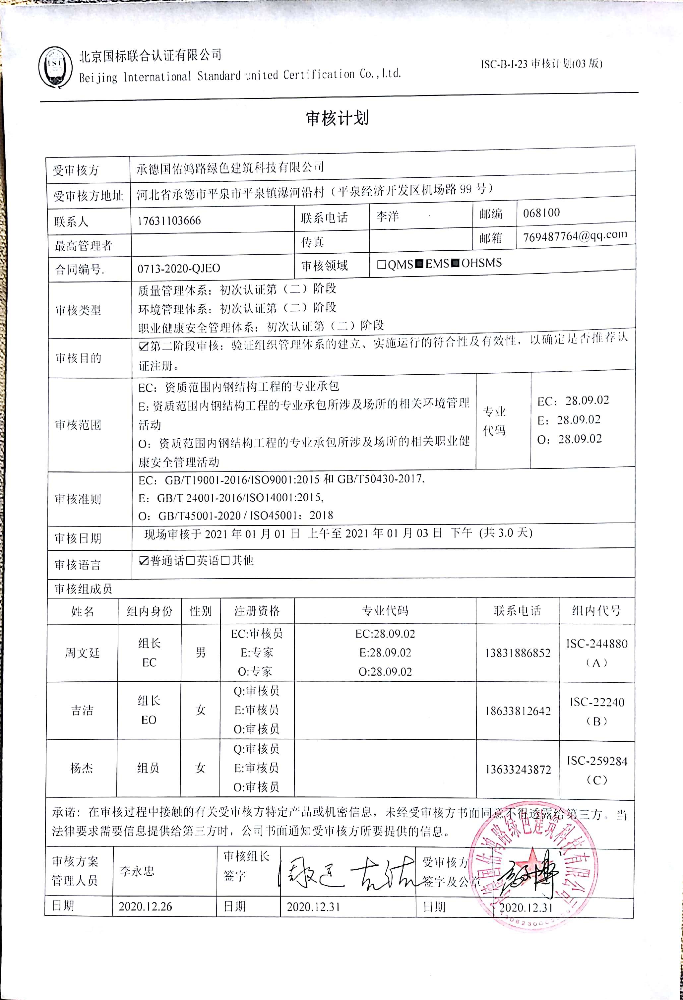 ISC
北京国标联合认证有限公司
Beijing International Standard united Certification Co.,Ltd.
ISC-B-I-23 审核计划(03 版)
审核计划
受审核方 承德国佑鸿路绿色建筑科技有限公司
受审核方地址 河北省承德市平泉市平泉镇瀑河沿村（平泉经济开发区机场路 99 号）
联系人 17631103666 联系电话 李洋 邮编 068100
最高管理者 传真 邮箱 769487764@qq.com
合同编号. 0713-2020-QJEO 审核领域 □QMS■EMS■OHSMS
审核类型
质量管理体系：初次认证第（二）阶段
环境管理体系：初次认证第（二）阶段
职业健康安全管理体系：初次认证第（二）阶段
审核目的
☑第二阶段审核：验证组织管理体系的建立、实施运行的符合性及有效性，以确定是否推荐认
证注册。
审核范围
EC：资质范围内钢结构工程的专业承包
E: 资质范围内钢结构工程的专业承包所涉及场所的相关环境管理
活动
O：资质范围内钢结构工程的专业承包所涉及场所的相关职业健
康安全管理活动
专业
代码
EC：28.09.02
E：28.09.02
O：28.09.02
审核准则
EC：GB/T19001-2016/ISO9001:2015 和 GB/T50430-2017,
E：GB/T 24001-2016/ISO14001:2015,
O：GB/T45001-2020 / ISO45001：2018
审核日期 现场审核于 2021 年 01 月 01 日 上午至 2021 年 01 月 03 日 下午 (共 3.0 天)
审核语言 ☑普通话□英语□其他
审核组成员
姓名 组内身份 性别 注册资格 专业代码 联系电话 组内代号
周文廷
组长
EC
男
EC:审核员
E:专家
O:专家
EC:28.09.02
E:28.09.02
O:28.09.02
13831886852
ISC-244880
（A）
吉洁
组长
EO
女
Q:审核员
E:审核员
O:审核员
18633812642
ISC-22240
（B）
杨杰
组员
女
Q:审核员
E:审核员
O:审核员
13633243872
ISC-259284
（C）
承诺：在审核过程中接触的有关受审核方特定产品或机密信息，未经受审核方书面同意不得透露给第三方。当
法律要求需要信息提供给第三方时，公司书面通知受审核方所要提供的信息。
审核方案
管理人员
李永忠
审核组长
签字
周文廷 吉洁
受审核方
签字及公章
承德国佑鸿路绿色建筑科技有限公司
日期 2020.12.26 日期 2020.12.31 日期 2020.12.31